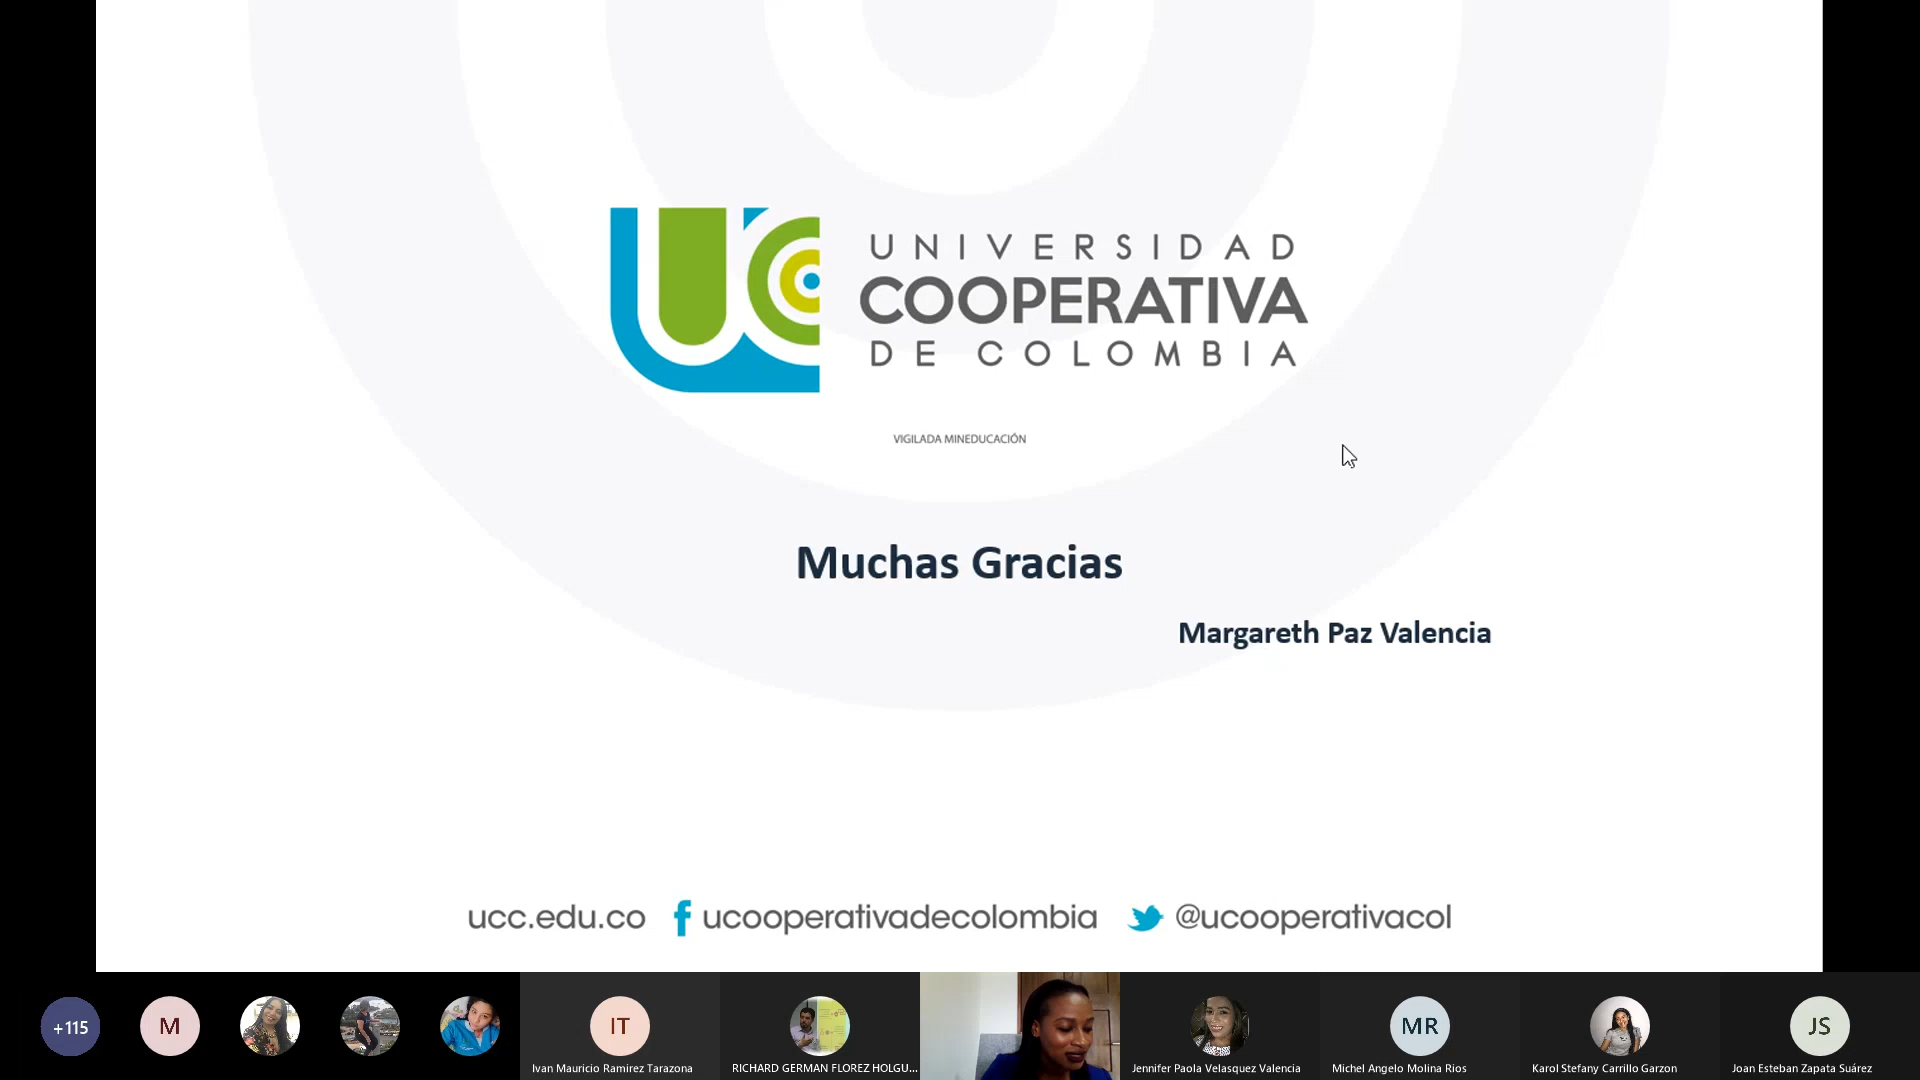 UNIVERSIDAD
COOPERATIVA
DE COLOMBIA
VIGILADA MINEDUCACIÓN
Muchas Gracias
Margareth Paz Valencia
ucc.edu.co f ucooperativadecolombia @ucooperativacol
+115
M
IT
MR
JS
Ivan Mauricio Ramirez Tarazona
RICHARD GERMAN FLOREZ HOLGU...
Jennifer Paola Velasquez Valencia
Michel Angelo Molina Rios
Karol Stefany Carrillo Garzon
Joan Esteban Zapata Suárez